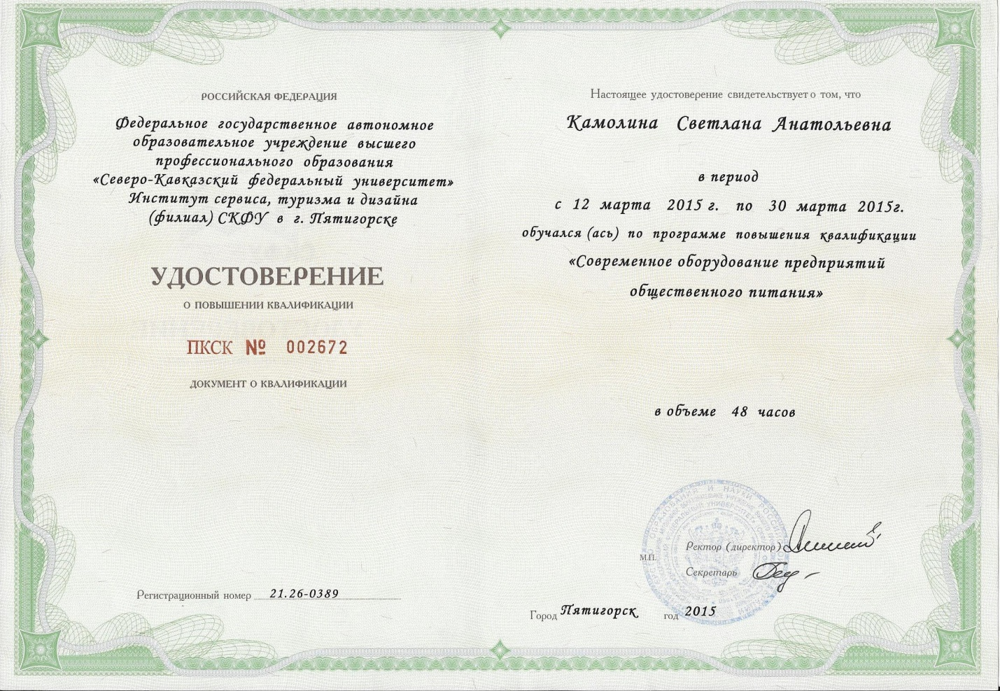 РОССИЙСКАЯ ФЕДЕРАЦИЯ
Федеральное государственное автономное
образовательное учреждение высшего
профессионального образования
«Северо-Кавказский федеральный университет»
Институт сервиса, туризма и дизайна
(филиал) СКФУ в г. Пятигорске
УДОСТОВЕРЕНИЕ
О ПОВЫШЕНИИ КВАЛИФИКАЦИИ
ПКСК № 002672
ДОКУМЕНТ О КВАЛИФИКАЦИИ
Регистрационный номер 21.26-0389
Настоящее удостоверение свидетельствует о том, что
Камолина Светлана Анатольевна
в период
с 12 марта 2015 г. по 30 марта 2015г.
обучался (ась) по программе повышения квалификации
«Современное оборудование предприятий
общественного питания»
в объеме 48 часов
Ректор (директор)
М.П.
Секретарь
Город Пятигорск год 2015